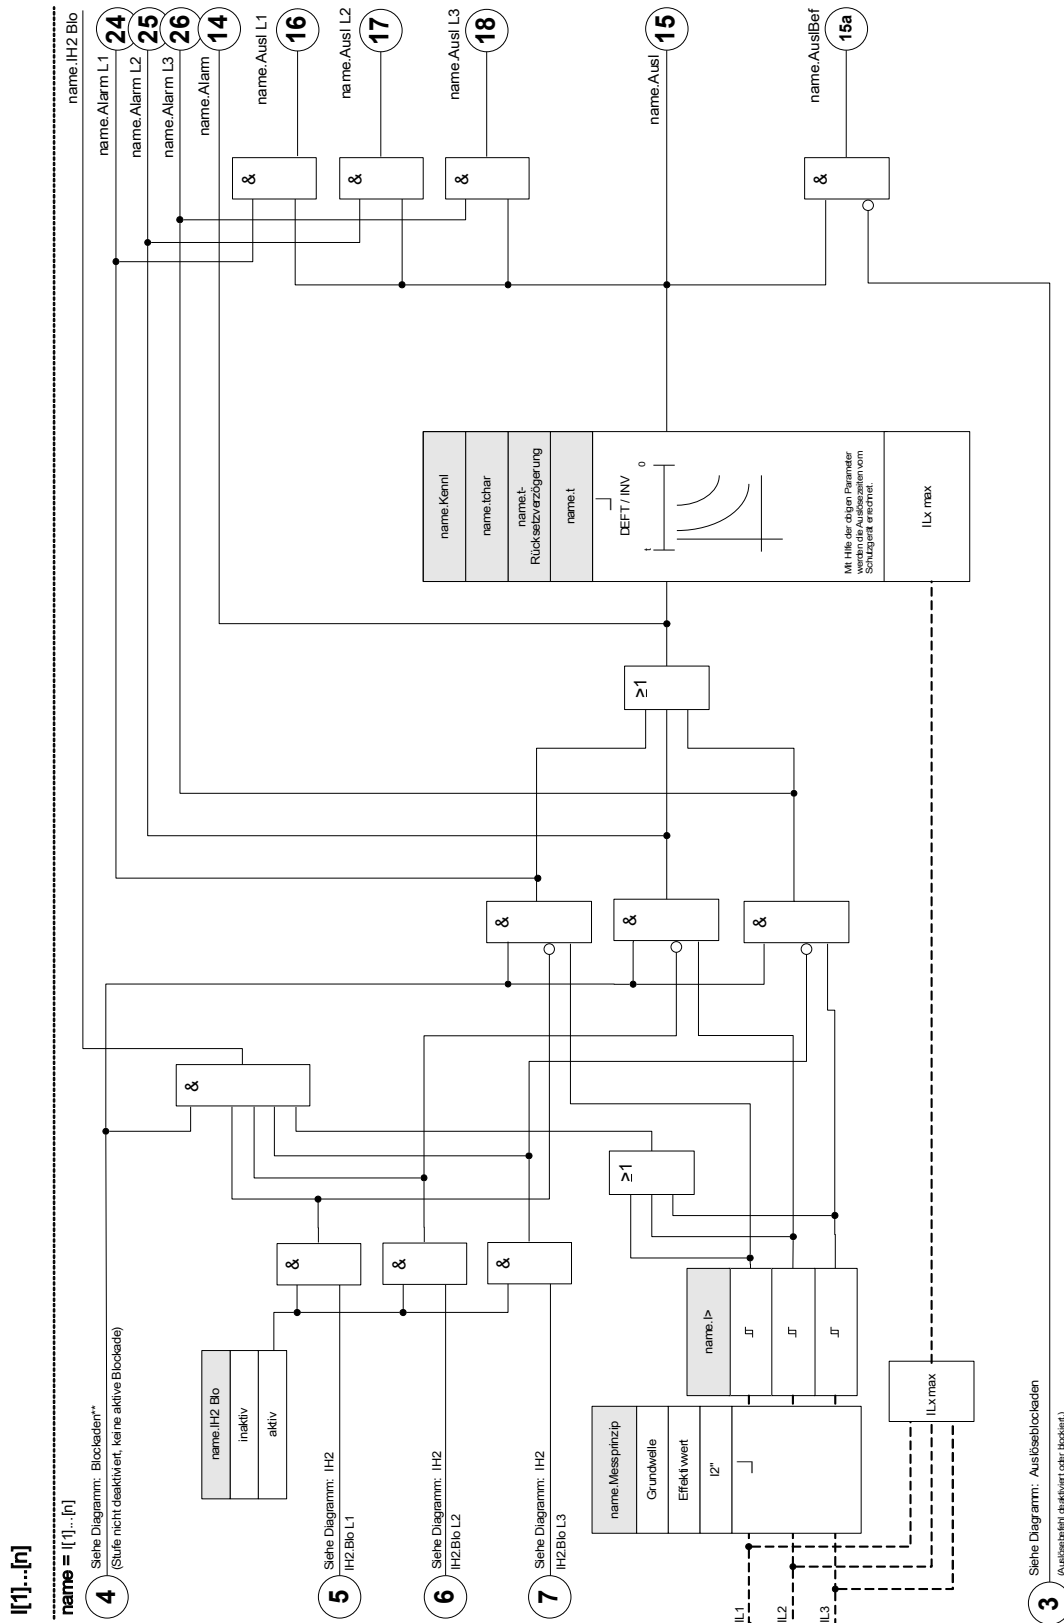 I[1]...[n]
name = I[1]...[n]
4
Siehe Diagramm: Blockaden**
(Stufe nicht deaktiviert, keine aktive Blockade)
name.IH2 Blo
inaktiv
aktiv
5
Siehe Diagramm: IH2
IH2.Blo L1
6
Siehe Diagramm: IH2
IH2.Blo L2
7
Siehe Diagramm: IH2
IH2.Blo L3
&
&
&
&
name.Messprinzip
Grundwelle
Effektivwert
I2"
IL1
IL2
IL3
name.I>
≥1
ILx max
&
&
&
≥1
name.Kennl
name.tchar
name.t-
Rücksetzverzögerung
name.t
DEFT / INV
t
0
Mit Hilfe der obigen Parameter
werden die Auslösezeiten vom
Schutzgerät errechnet.
ILx max
&
&
&
&
name.IH2 Blo
name.Alarm L1
24
name.Alarm L2
25
name.Alarm L3
26
name.Alarm
14
name.Ausl L1
16
name.Ausl L2
17
name.Ausl L3
18
name.Ausl
15
name.AuslBef
15a
3
Siehe Diagramm: Auslöseblockaden
(Auslösebefehl deaktiviert oder blockiert.)